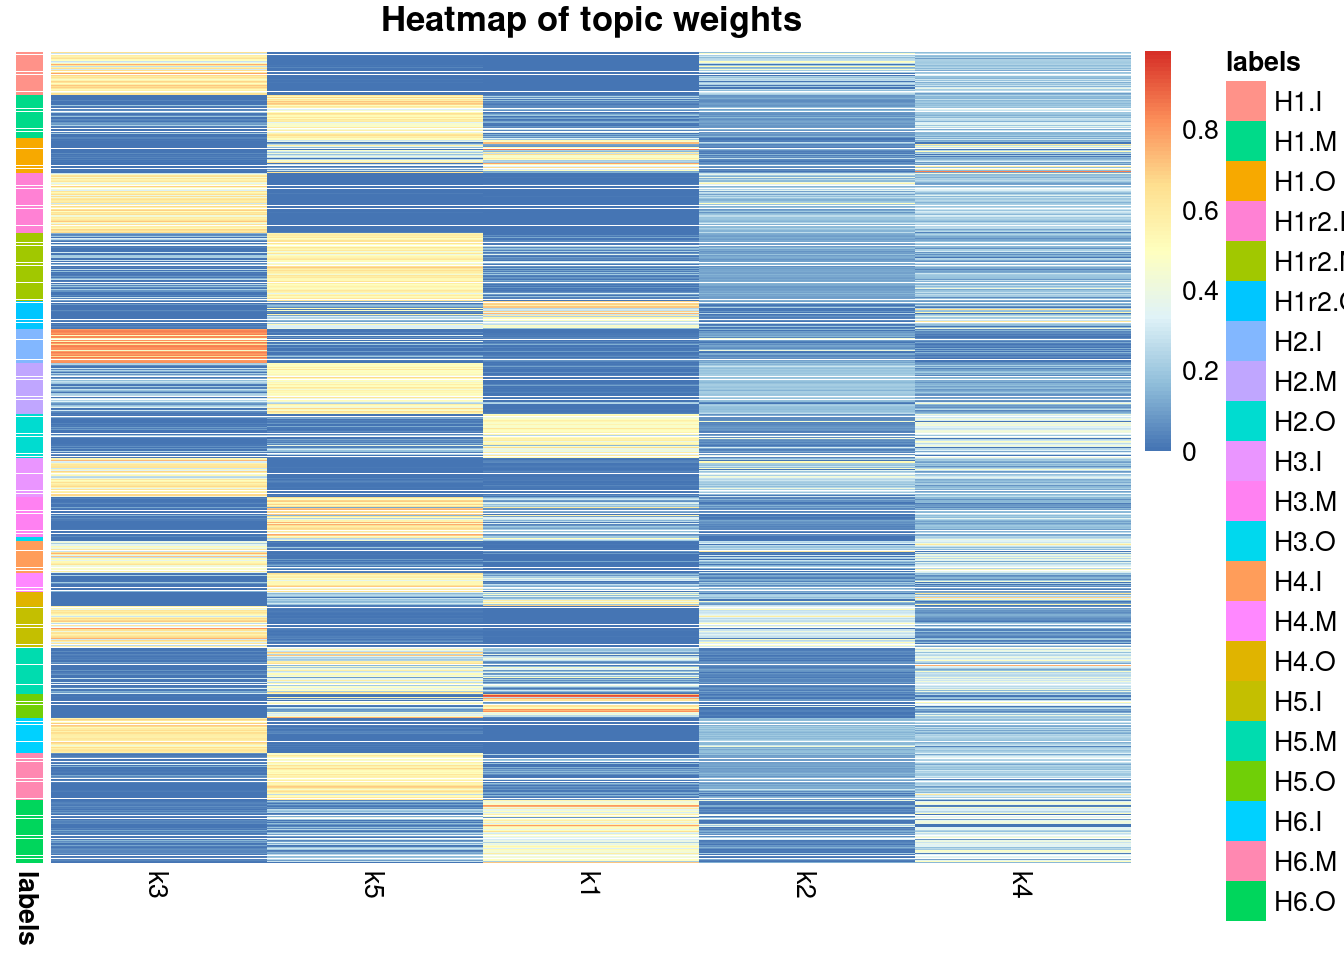 Heatmap of topic weights
0.8
0.6
0.4
0.2
0
labels
H1.I
H1.M
H1.O
H1r2.I
H1r2.M
H1r2.O
H2.I
H2.M
H2.O
H3.I
H3.M
H3.O
H4.I
H4.M
H4.O
H5.I
H5.M
H5.O
H6.I
H6.M
H6.O
labels
k3
k5
k1
k2
k4